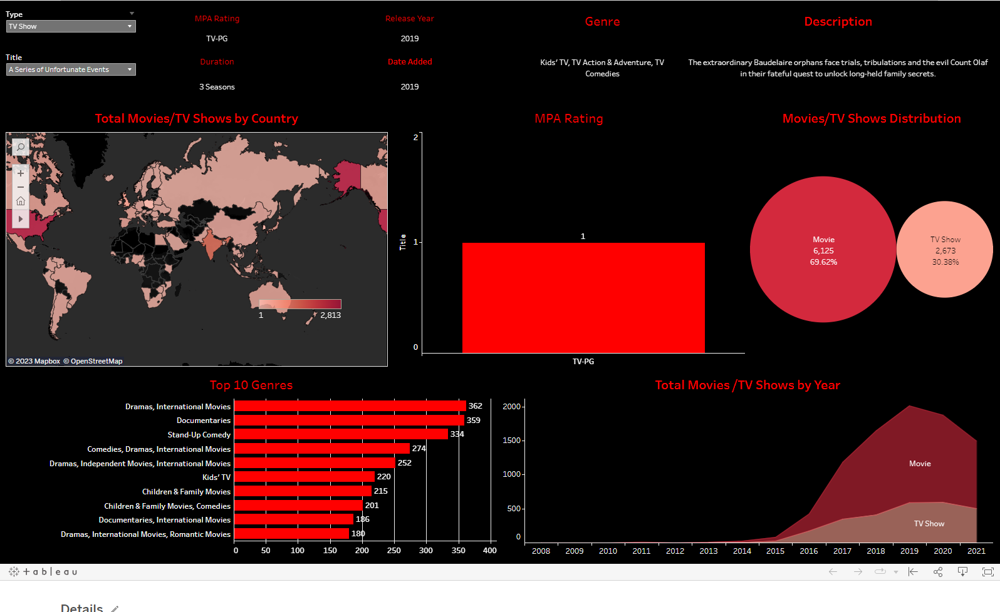 Type
TV Show
Title
A Series of Unfortunate Events
MPA Rating
TV-PG
Duration
3 Seasons
Release Year
2019
Date Added
2019
Genre
Kids' TV, TV Action & Adventure, TV
Comedies
Description
The extraordinary Baudelaire orphans face trials, tribulations and the evil Count Olaf
in their fateful quest to unlock long-held family secrets.
Total Movies/TV Shows by Country
1
2,813
© 2023 Mapbox © OpenStreetMap
MPA Rating
2
1
0
Title
1
TV-PG
Movies/TV Shows Distribution
Movie
6,125
69.62%
TV Show
2,673
30.38%
Top 10 Genres
Dramas, International Movies 362
Documentaries 359
Stand-Up Comedy 334
Comedies, Dramas, International Movies 274
Dramas, Independent Movies, International Movies 252
Kids' TV 220
Children & Family Movies 215
Children & Family Movies, Comedies 201
Documentaries, International Movies 186
Dramas, International Movies, Romantic Movies 180
0 50 100 150 200 250 300 350 400
Total Movies /TV Shows by Year
2000
1500
1000
500
0
Movie
TV Show
2008 2009 2010 2011 2012 2013 2014 2015 2016 2017 2018 2019 2020 2021
+ableau
Details